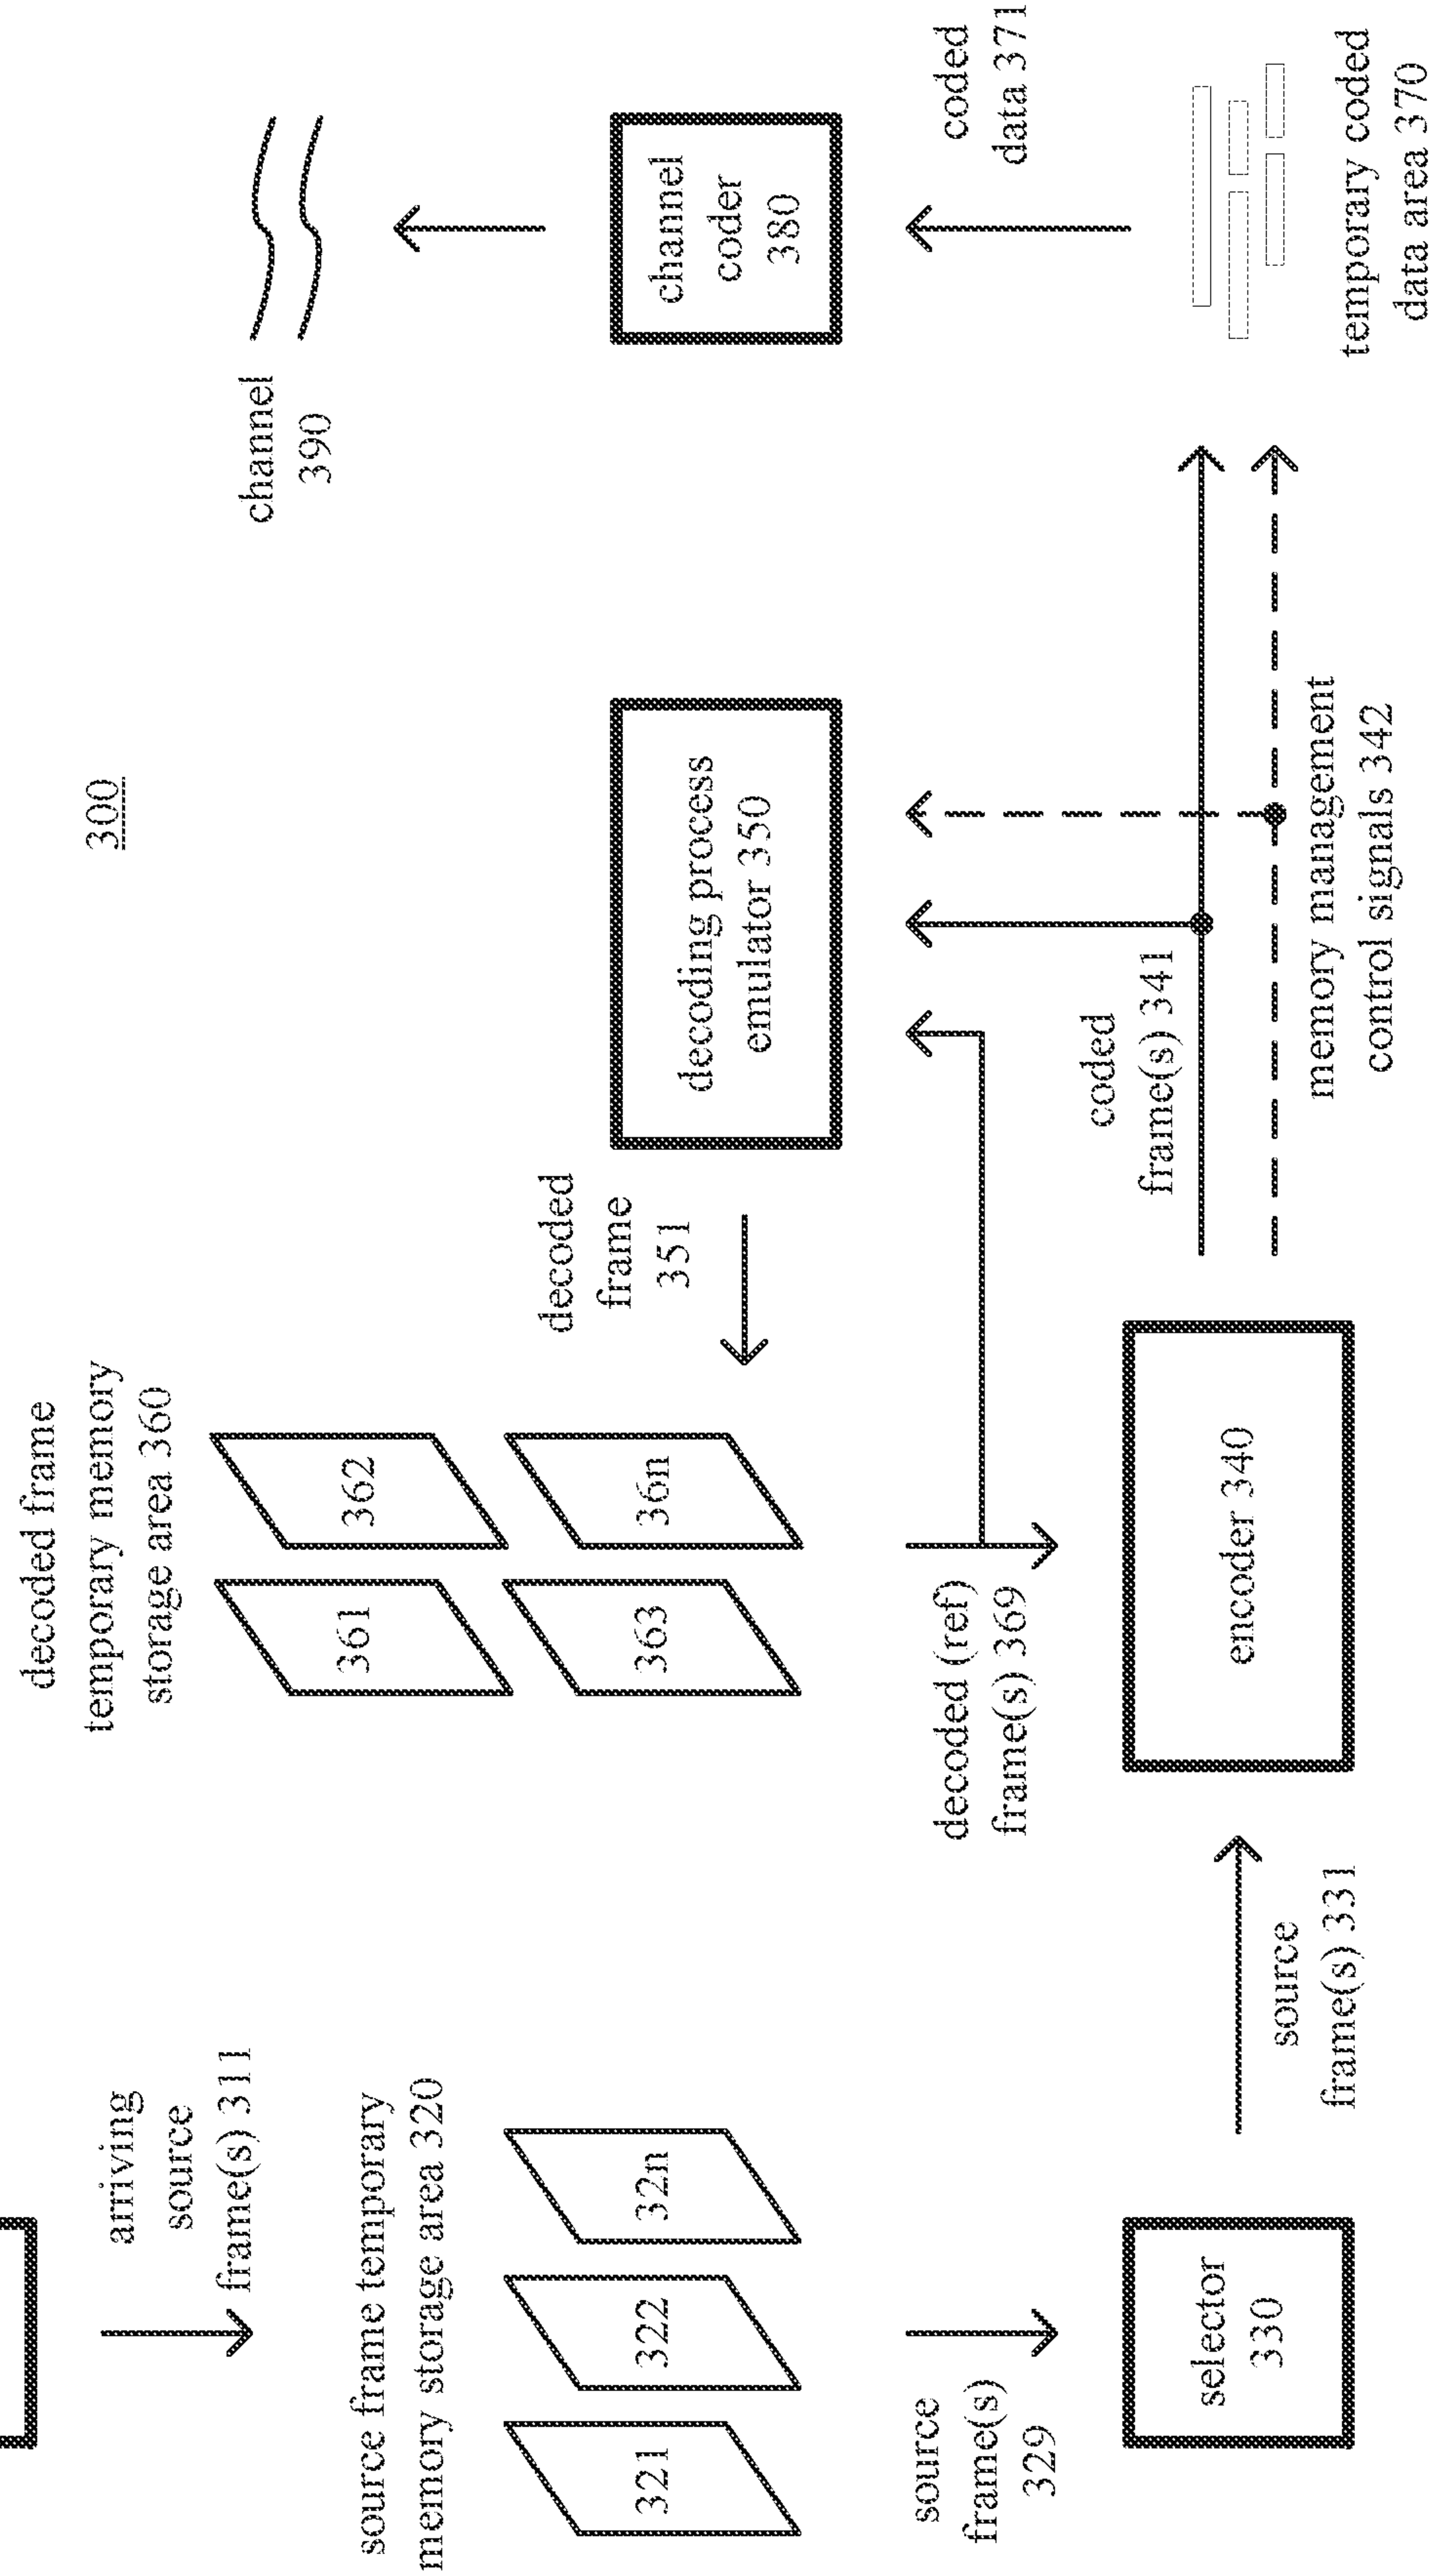 300
arriving
source
frame(s) 311
source frame temporary
memory storage area 320
321
322
32n
source
frame(s)
329
selector
330
source
frame(s) 331
decoded frame
temporary memory
storage area 360
361
362
363
36n
decoded (ref)
frame(s) 369
encoder 340
decoded
frame
351
decoding process
emulator 350
coded
frame(s) 341
memory management
control signals 342
channel
390
channel
coder
380
coded
data 371
temporary coded
data area 370